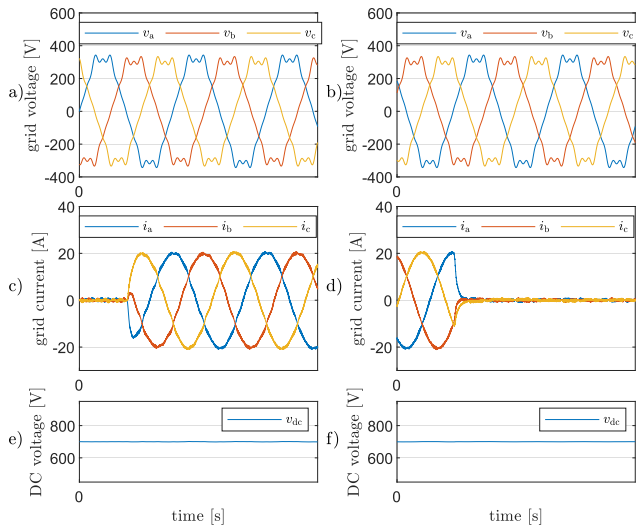 600
v_a v_b v_c
400
200
0
-200
-400
grid voltage [V]
a)
0
600
v_a v_b v_c
400
200
0
-200
-400
grid voltage [V]
b)
0
40
i_a i_b i_c
20
0
-20
grid current [A]
c)
0
40
i_a i_b i_c
20
0
-20
grid current [A]
d)
0
v_dc
800
600
DC voltage [V]
e)
0
time [s]
v_dc
800
600
DC voltage [V]
f)
0
time [s]